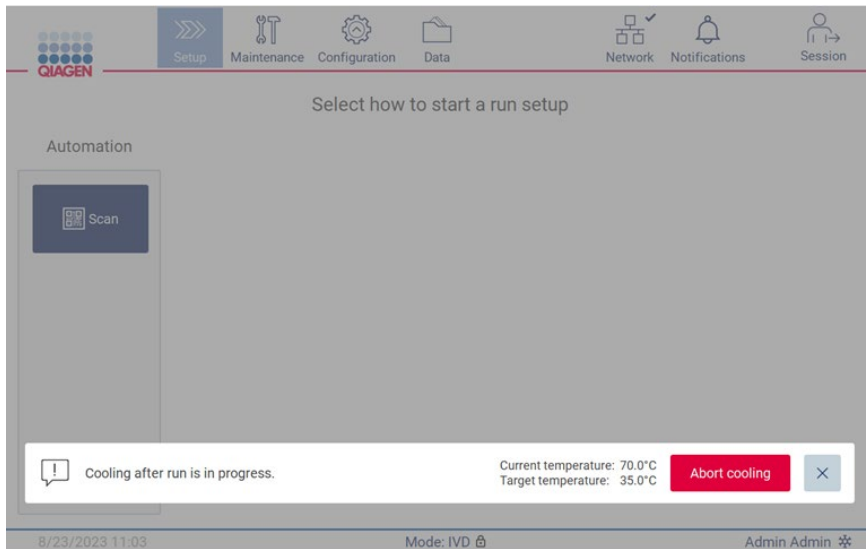 QIAGEN
Setup Maintenance Configuration Data Network Notifications Session
Select how to start a run setup
Automation
Scan
Cooling after run is in progress.
Current temperature: 70.0°C
Target temperature: 35.0°C
Abort cooling
8/23/2023 11:03 Mode: IVD Admin Admin